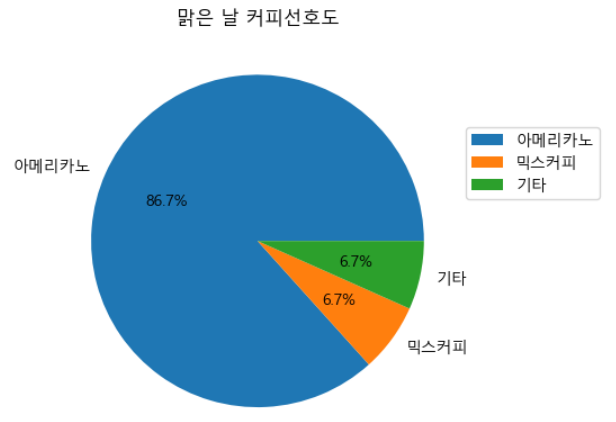 맑은 날 커피선호도
아메리카노
86.7%
6.7%
6.7%
기타
믹스커피
아메리카노
믹스커피
기타